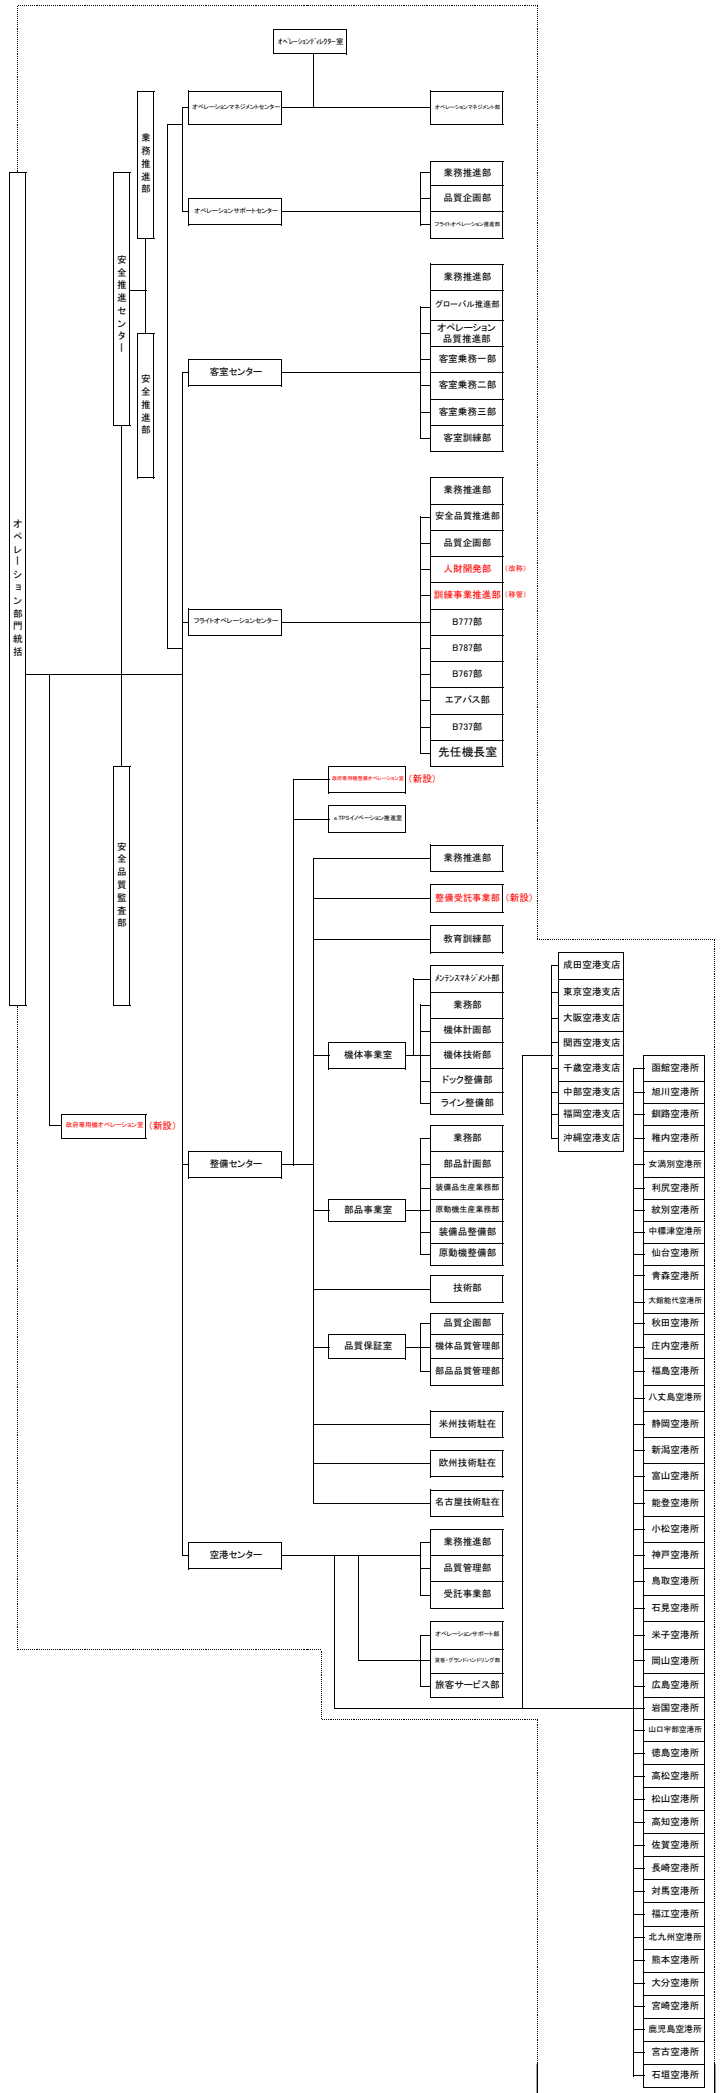 オペレーションディレクター室
オペレーションマネジメントセンター
オペレーションマネジメント部
業務推進部
オペレーションサポートセンター
業務推進部
品質企画部
フライトオペレーション推進部
安全推進センター
安全推進部
客室センター
業務推進部
グローバル推進部
オペレーション
品質推進部
客室乗務一部
客室乗務二部
客室乗務三部
客室訓練部
オペレーション部門統括
フライトオペレーションセンター
業務推進部
安全品質推進部
品質企画部
人財開発部 (改称)
訓練事業推進部 (移管)
B777部
B787部
B767部
エアバス部
B737部
先任機長室
安全品質監査部
政府専用機オペレーション室 (新設)
整備センター
政府専用機整備オペレーション室 (新設)
e.TPSイノベーション推進室
業務推進部
整備受託事業部 (新設)
教育訓練部
機体事業室
メンテンスマネジメント部
業務部
機体計画部
機体技術部
ドック整備部
ライン整備部
部品事業室
業務部
部品計画部
装備品生産業務部
原動機生産業務部
装備品整備部
原動機整備部
技術部
品質保証室
品質企画部
機体品質管理部
部品品質管理部
米州技術駐在
欧州技術駐在
名古屋技術駐在
空港センター
業務推進部
品質管理部
受託事業部
オペレーションサポート部
貨客・グランドハンドリング部
旅客サービス部
成田空港支店
東京空港支店
大阪空港支店
関西空港支店
千歳空港支店
中部空港支店
福岡空港支店
沖縄空港支店
函館空港所
旭川空港所
釧路空港所
稚内空港所
女満別空港所
利尻空港所
紋別空港所
中標津空港所
仙台空港所
青森空港所
大館能代空港所
秋田空港所
庄内空港所
福島空港所
八丈島空港所
静岡空港所
新潟空港所
富山空港所
能登空港所
小松空港所
神戸空港所
鳥取空港所
石見空港所
米子空港所
岡山空港所
広島空港所
岩国空港所
山口宇部空港所
徳島空港所
高松空港所
松山空港所
高知空港所
佐賀空港所
長崎空港所
対馬空港所
福江空港所
北九州空港所
熊本空港所
大分空港所
宮崎空港所
鹿児島空港所
宮古空港所
石垣空港所